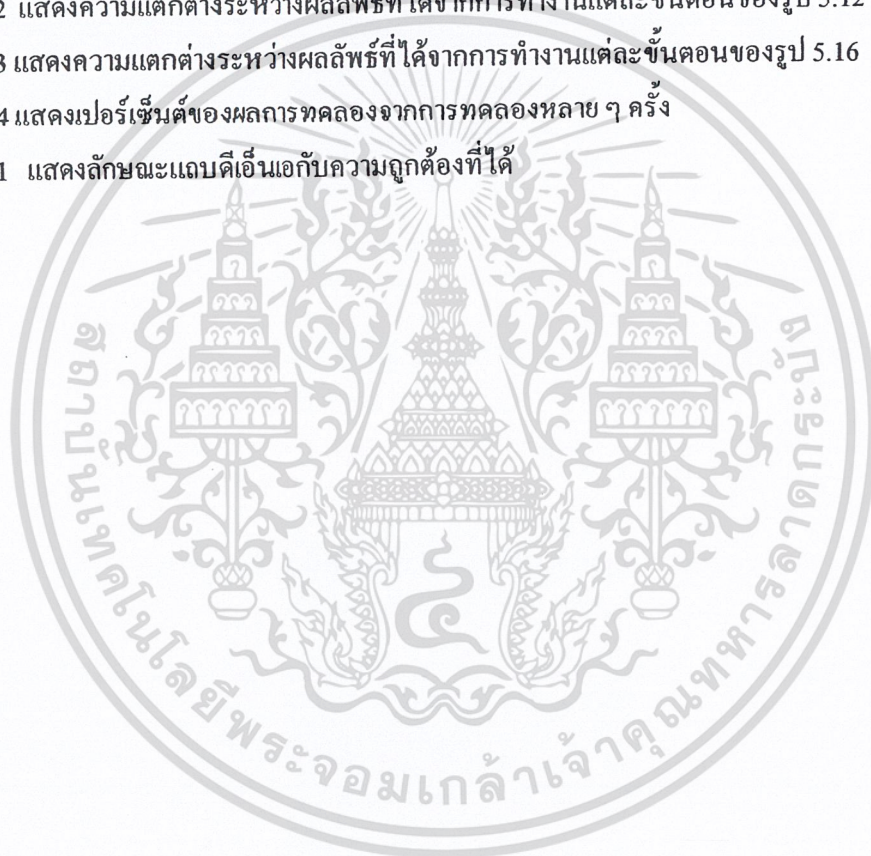 2 แสดงความแตกต่างระหว่างผลลัพธ์ที่ได้จากการทำงานแต่ละขั้นตอนของรูป 5.12
3 แสดงความแตกต่างระหว่างผลลัพธ์ที่ได้จากการทำงานแต่ละขั้นตอนของรูป 5.16
4 แสดงเปอร์เซ็นต์ของผลการทดลองจากการทดลองหลาย ๆ ครั้ง
1 แสดงลักษณะแถบดีเอ็นเอกับความถูกต้องที่ได้
สถาบันเทคโนโลยีพระจอมเกล้าเจ้าคุณทหารลาดกระบัง
๔